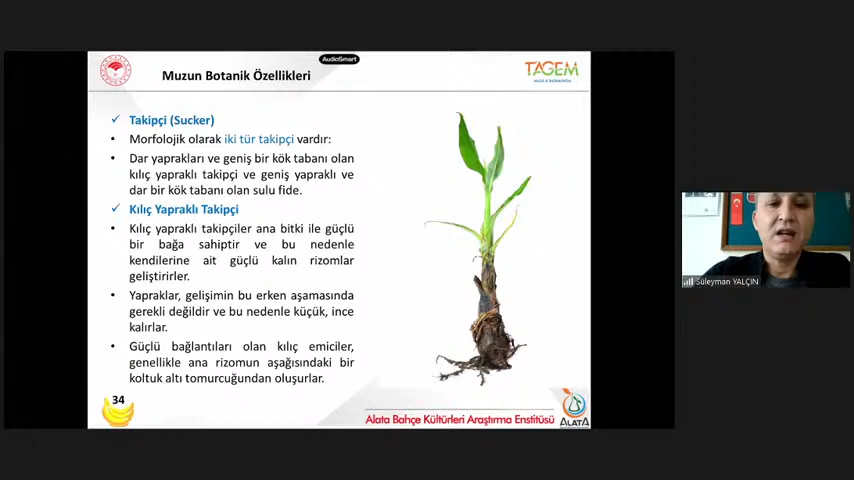 AudioSmart
Muzun Botanik Özellikleri
TAGEM
✓ Takipçi (Sucker)
• Morfolojik olarak iki tür takipçi vardır:
• Dar yaprakları ve geniş bir kök tabanı olan
kılıç yapraklı takipçi ve geniş yapraklı ve
dar bir kök tabanı olan sulu fide.
✓ Kılıç Yapraklı Takipçi
• Kılıç yapraklı takipçiler ana bitki ile güçlü
bir bağa sahiptir ve bu nedenle
kendilerine ait güçlü kalın rizomlar
geliştirirler.
• Yapraklar, gelişimin bu erken aşamasında
gerekli değildir ve bu nedenle küçük, ince
kalırlar.
• Güçlü bağlantıları olan kılıç emiciler,
genellikle ana rizomun aşağısındaki bir
koltuk altı tomurcuğundan oluşurlar.
34
Alata Bahçe Kültürleri Araştırma Enstitüsü
ALATA
Süleyman YALÇIN